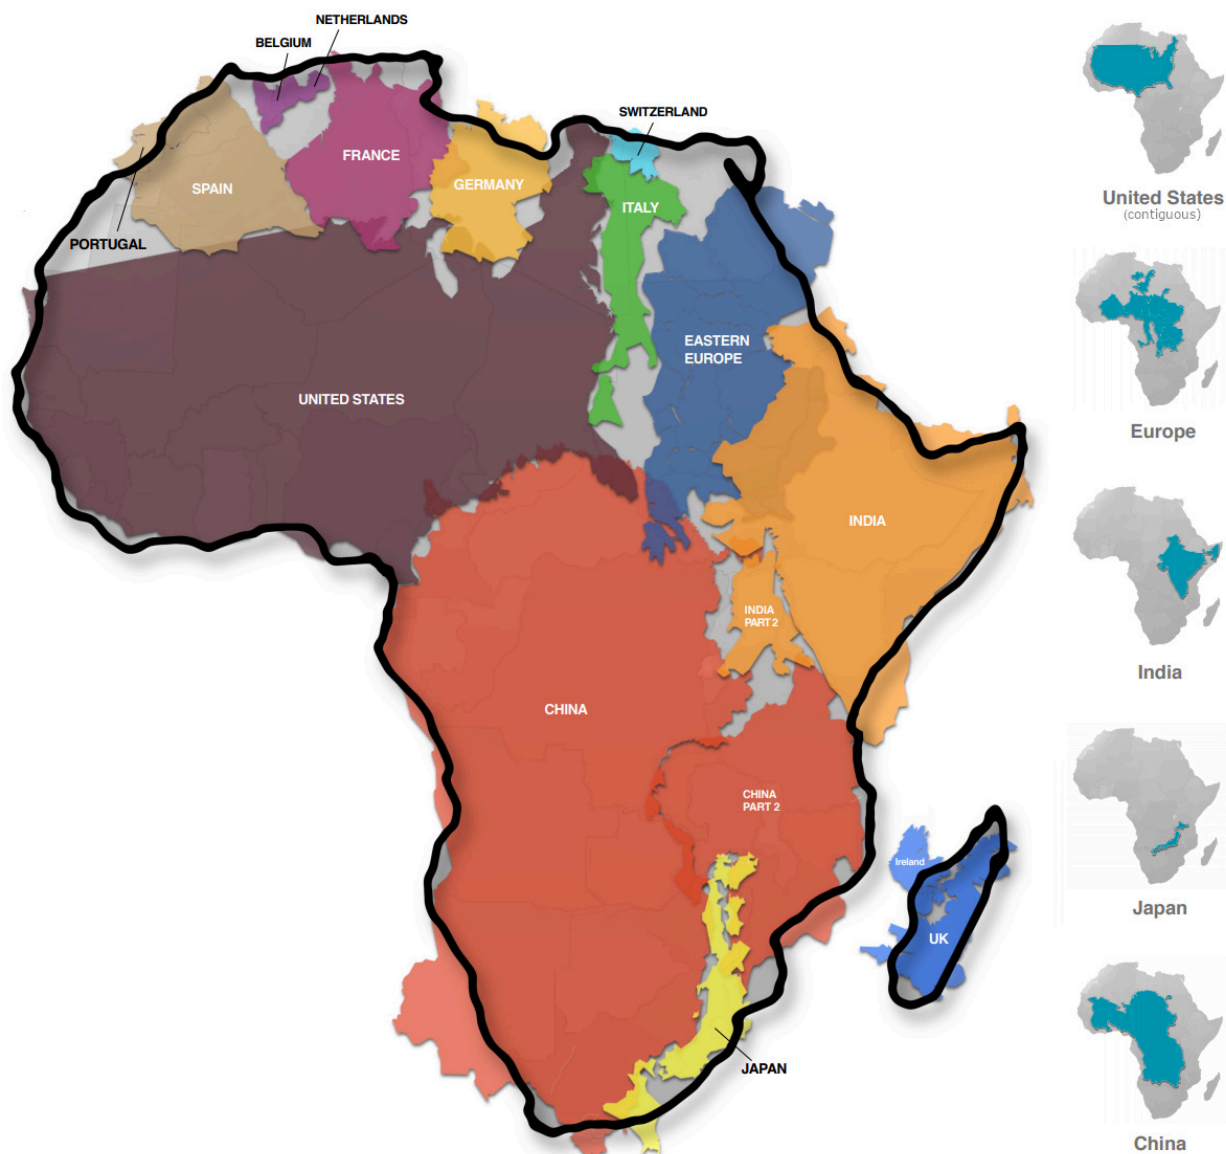 NETHERLANDS
BELGIUM
SWITZERLAND
FRANCE
GERMANY
SPAIN
ITALY
PORTUGAL
EASTERN
EUROPE
UNITED STATES
INDIA
INDIA
PART 2
CHINA
CHINA
PART 2
Ireland
UK
JAPAN
United States
(contiguous)
Europe
India
Japan
China